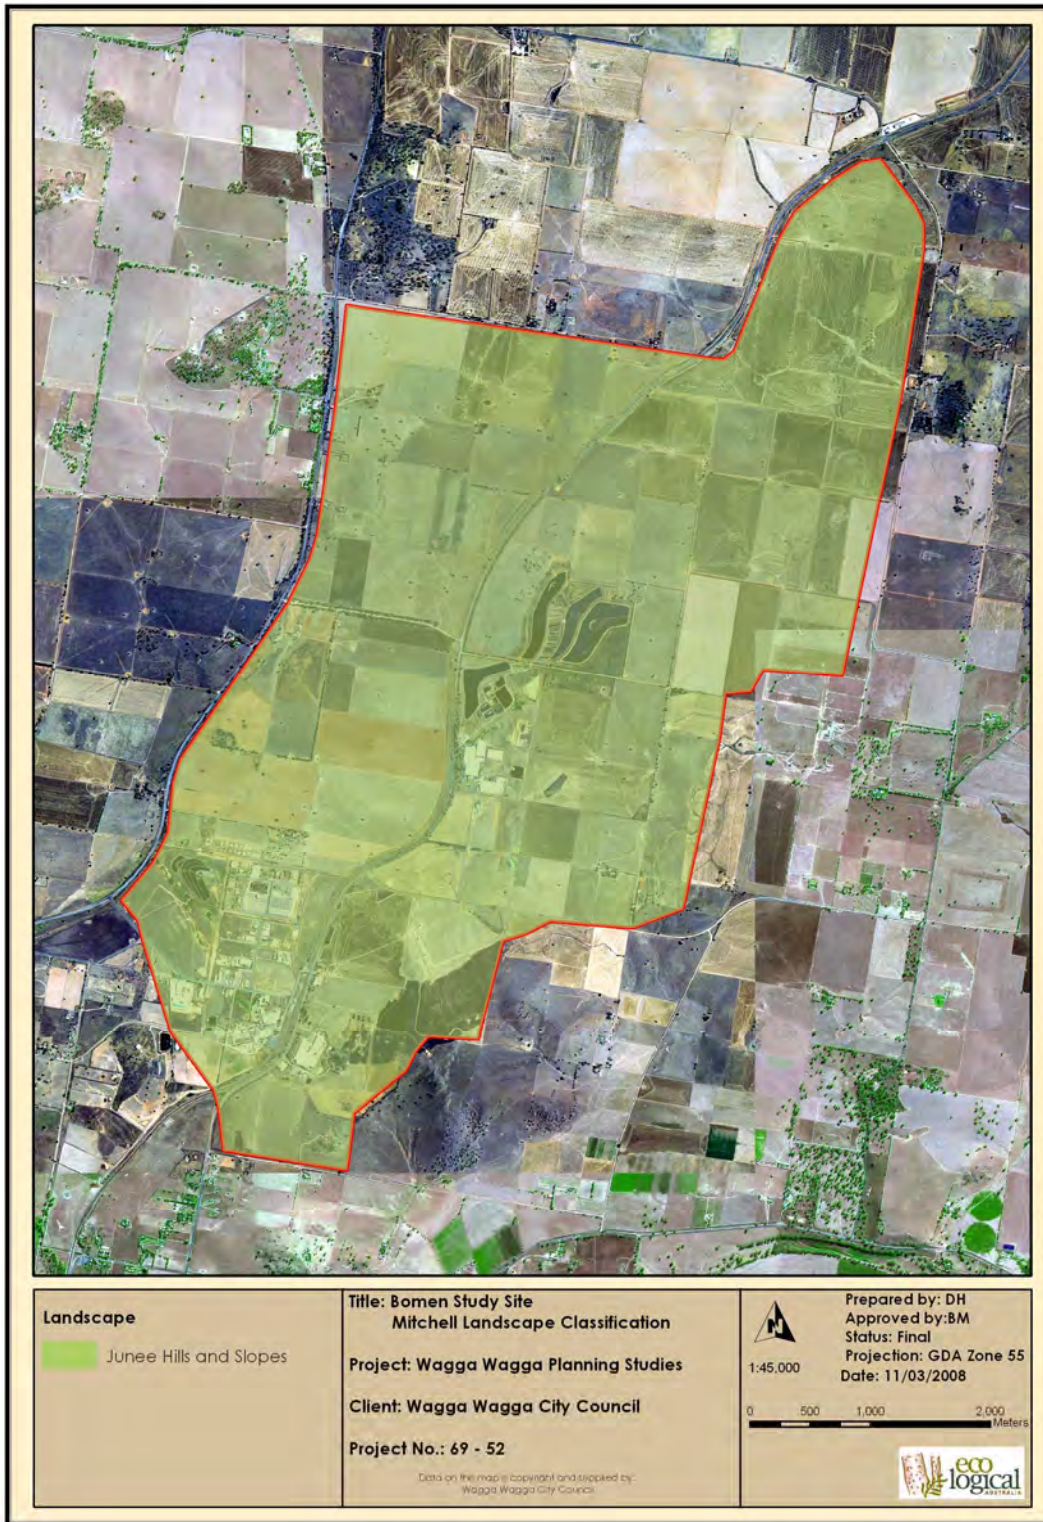 Landscape
Junee Hills and Slopes
Title: Bomen Study Site
Mitchell Landscape Classification
Project: Wagga Wagga Planning Studies
Client: Wagga Wagga City Council
Project No.: 69 - 52
Data on the map is copyright and supplied by:
Wagga Wagga City Council
N
1:45,000
Prepared by: DH
Approved by:BM
Status: Final
Projection: GDA Zone 55
Date: 11/03/2008
0 500 1,000 2,000
Meters
eco
logical
AUSTRALIA